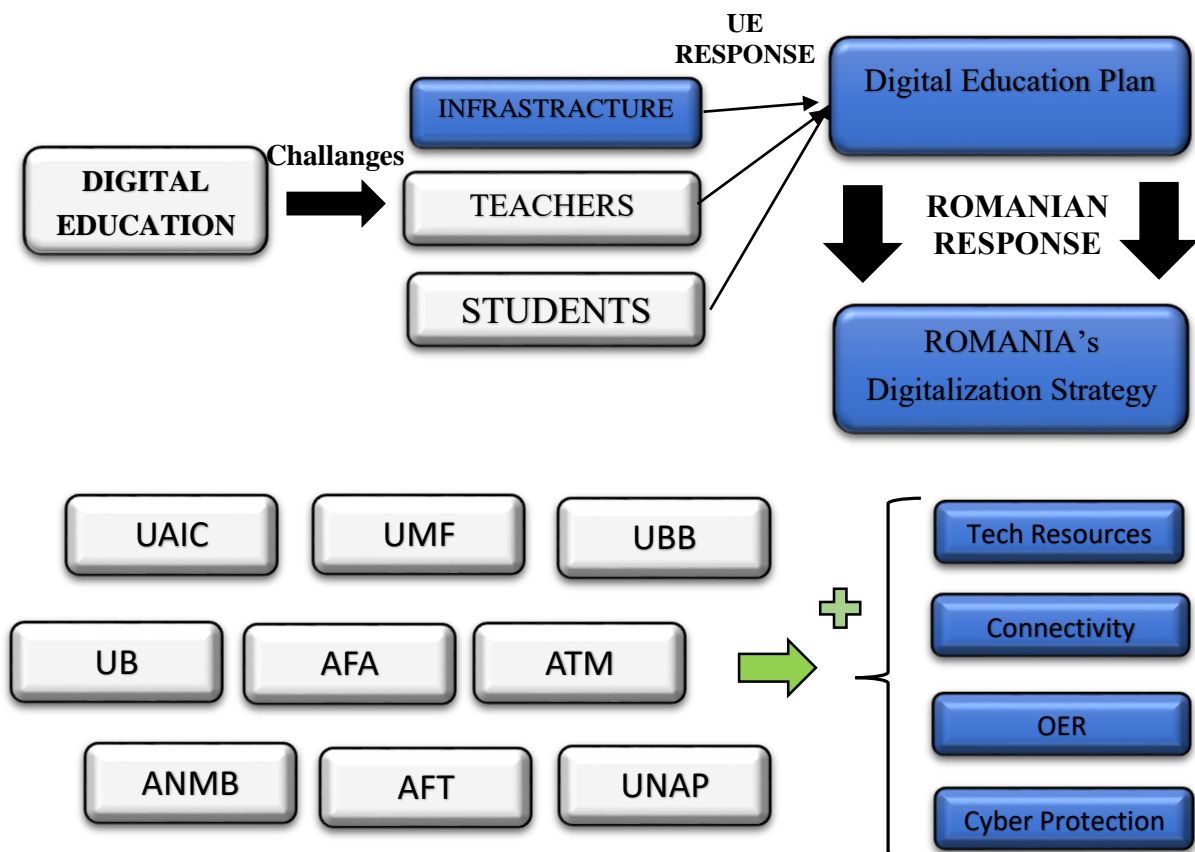 UE
RESPONSE
Digital Education Plan
INFRASTRACTURE
Challanges
DIGITAL
EDUCATION
TEACHERS
STUDENTS
ROMANIAN
RESPONSE
ROMANIA's
Digitalization Strategy
UAIC
UMF
UBB
UB
AFA
ATM
ANMB
AFT
UNAP
Tech Resources
Connectivity
OER
Cyber Protection